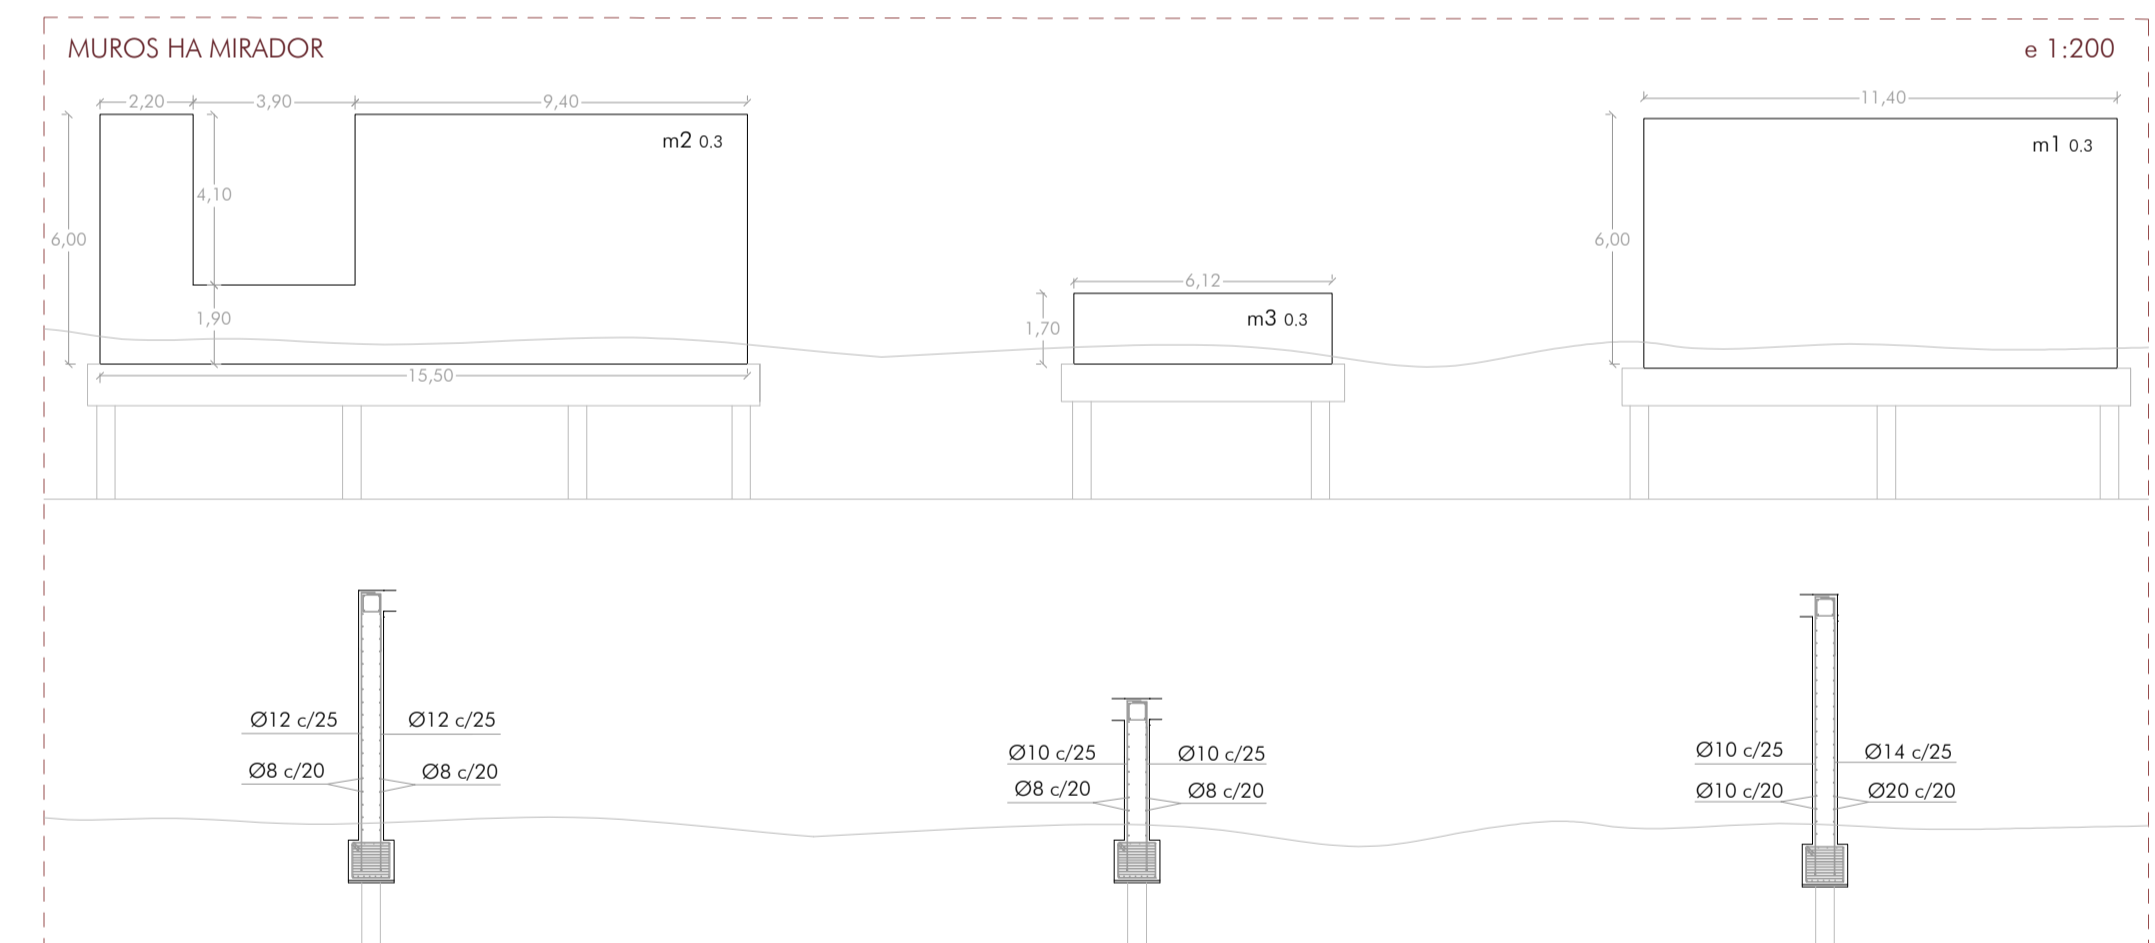 MUROS HA MIRADOR
e 1:200
2,20
3,90
9,40
11,40
m2 0.3
m1 0.3
4,10
6,00
6,00
6,12
1,90
1,70
m3 0.3
15,50
Ø12 c/25
Ø12 c/25
Ø8 c/20
Ø8 c/20
Ø10 c/25
Ø10 c/25
Ø8 c/20
Ø8 c/20
Ø10 c/25
Ø14 c/25
Ø10 c/20
Ø20 c/20